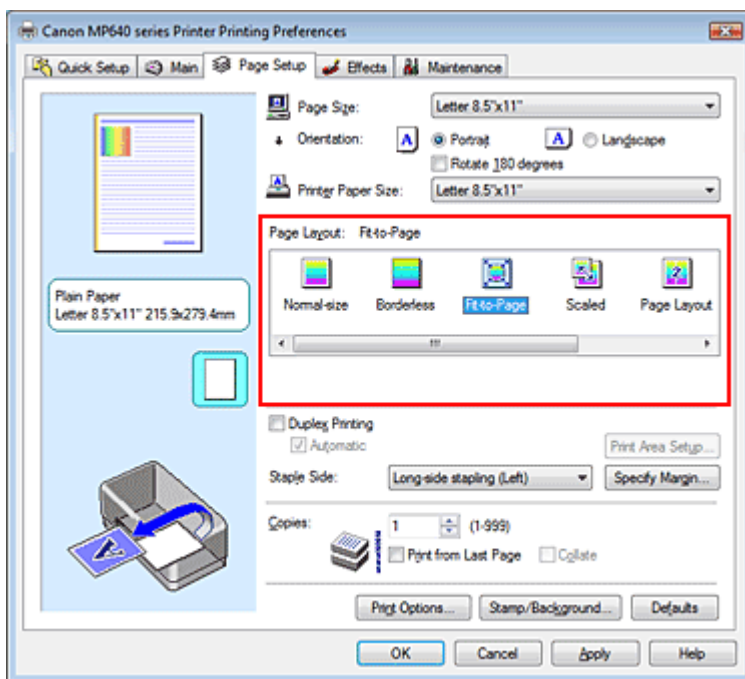 Canon MP640 series Printer Printing Preferences
Quick Setup Main Page Setup Effects Maintenance
Page Size: Letter 8.5"x11"
Orientation: A Portrait A Landscape
Rotate 180 degrees
Printer Paper Size: Letter 8.5"x11"
Page Layout: Fit-to-Page
Normal-size Borderless Fit-to-Page Scaled Page Layout
Plain Paper
Letter 8.5"x11" 215.9x279.4mm
Duplex Printing
Automatic
Print Area Setup...
Staple Side: Long-side stapling (Left) Specify Margin...
Copies: 1 (1-999)
Print from Last Page Collate
Print Options... Stamp/Background... Defaults
OK Cancel Apply Help